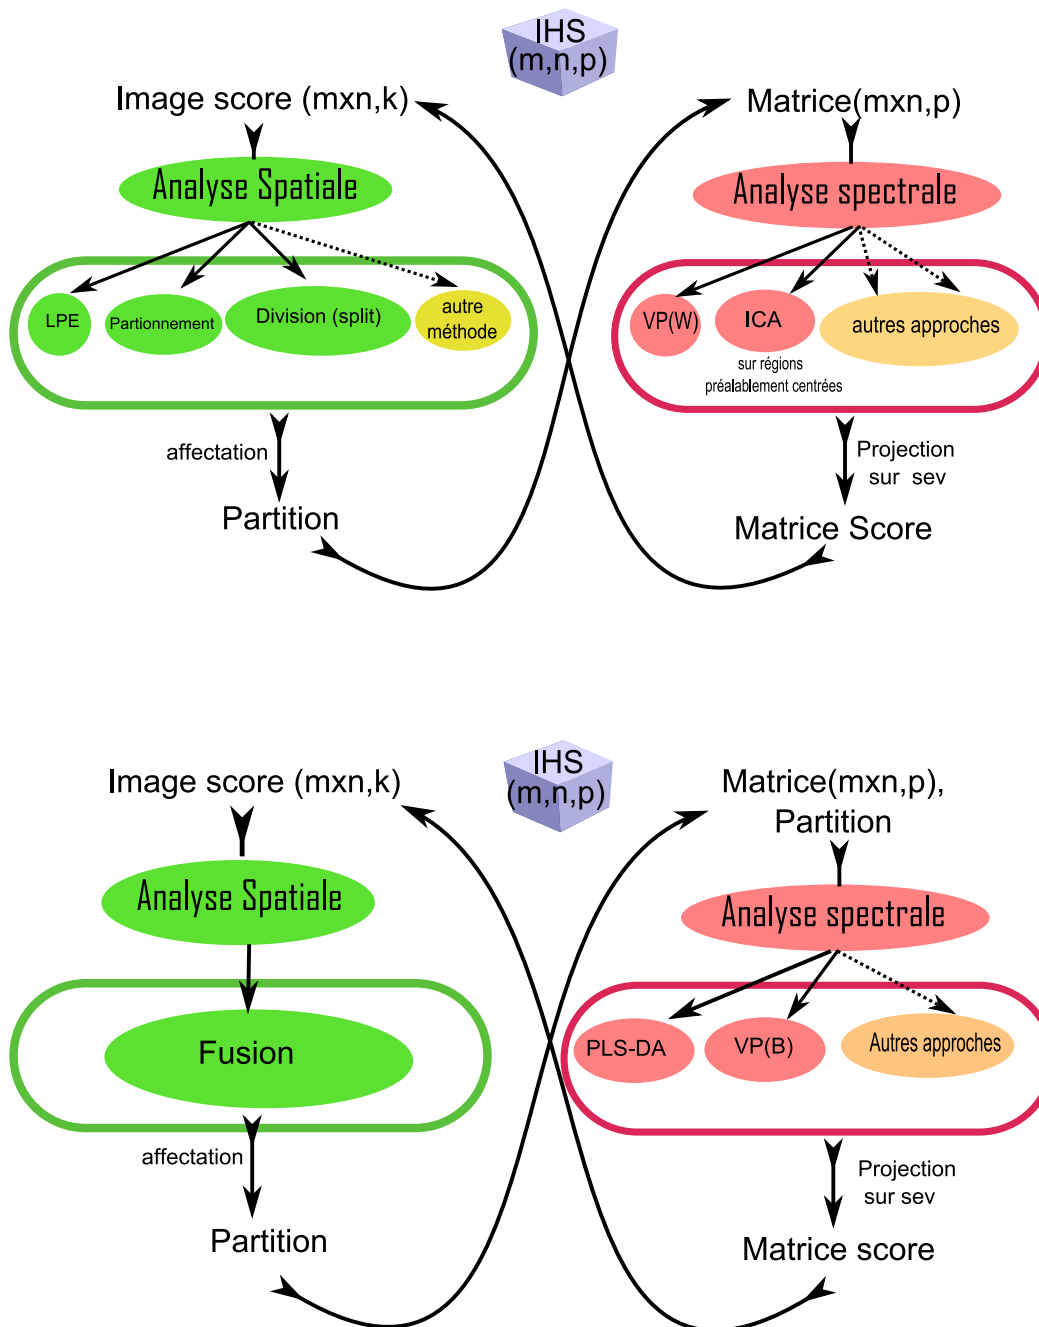 IHS
(m,n,p)
Image score (mxn,k)
Matrice(mxn,p)
Analyse Spatiale
Analyse spectrale
LPE
Partionnement
Division (split)
autre
méthode
VP(W)
ICA
autres approches
sur régions
préalablement centrées
affectation
Projection
sur sev
Partition
Matrice Score
IHS
(m,n,p)
Image score (mxn,k)
Matrice(mxn,p),
Partition
Analyse Spatiale
Analyse spectrale
Fusion
PLS-DA
VP(B)
Autres approches
affectation
Projection
sur sev
Partition
Matrice score